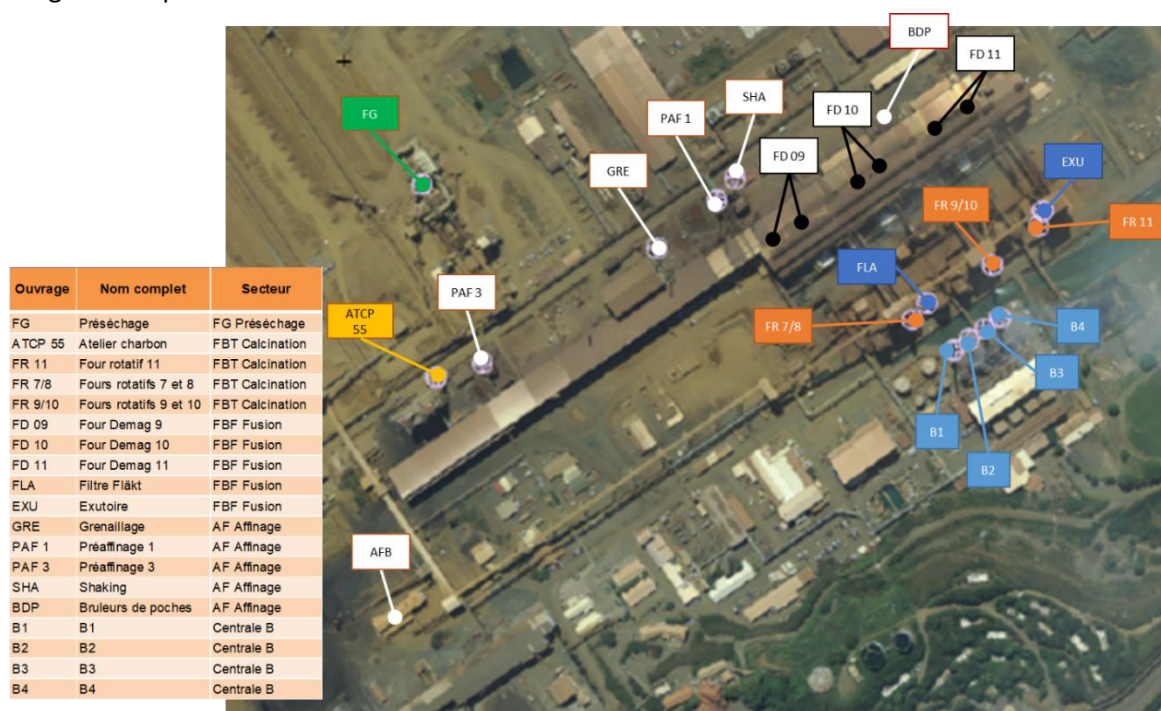 BDP
FD 11
FG
SHA
FD 10
PAF 1
FD 09
EXU
GRE
FR 9/10
FR 11
FLA
PAF 3
ATCP
55
FR 7/8
B4
B3
B1
B2
AFB
Ouvrage Nom complet Secteur
FG Préséchage FG Préséchage
ATCP 55 Atelier charbon FBT Calcination
FR 11 Four rotatif 11 FBT Calcination
FR 7/8 Fours rotatifs 7 et 8 FBT Calcination
FR 9/10 Fours rotatifs 9 et 10 FBT Calcination
FD 09 Four Demag 9 FBF Fusion
FD 10 Four Demag 10 FBF Fusion
FD 11 Four Demag 11 FBF Fusion
FLA Filtre Fläkt FBF Fusion
EXU Exutoire FBF Fusion
GRE Grenaillage AF Affinage
PAF 1 Préaffinage 1 AF Affinage
PAF 3 Préaffinage 3 AF Affinage
SHA Shaking AF Affinage
BDP Bruleurs de poches AF Affinage
B1 B1 Centrale B
B2 B2 Centrale B
B3 B3 Centrale B
B4 B4 Centrale B